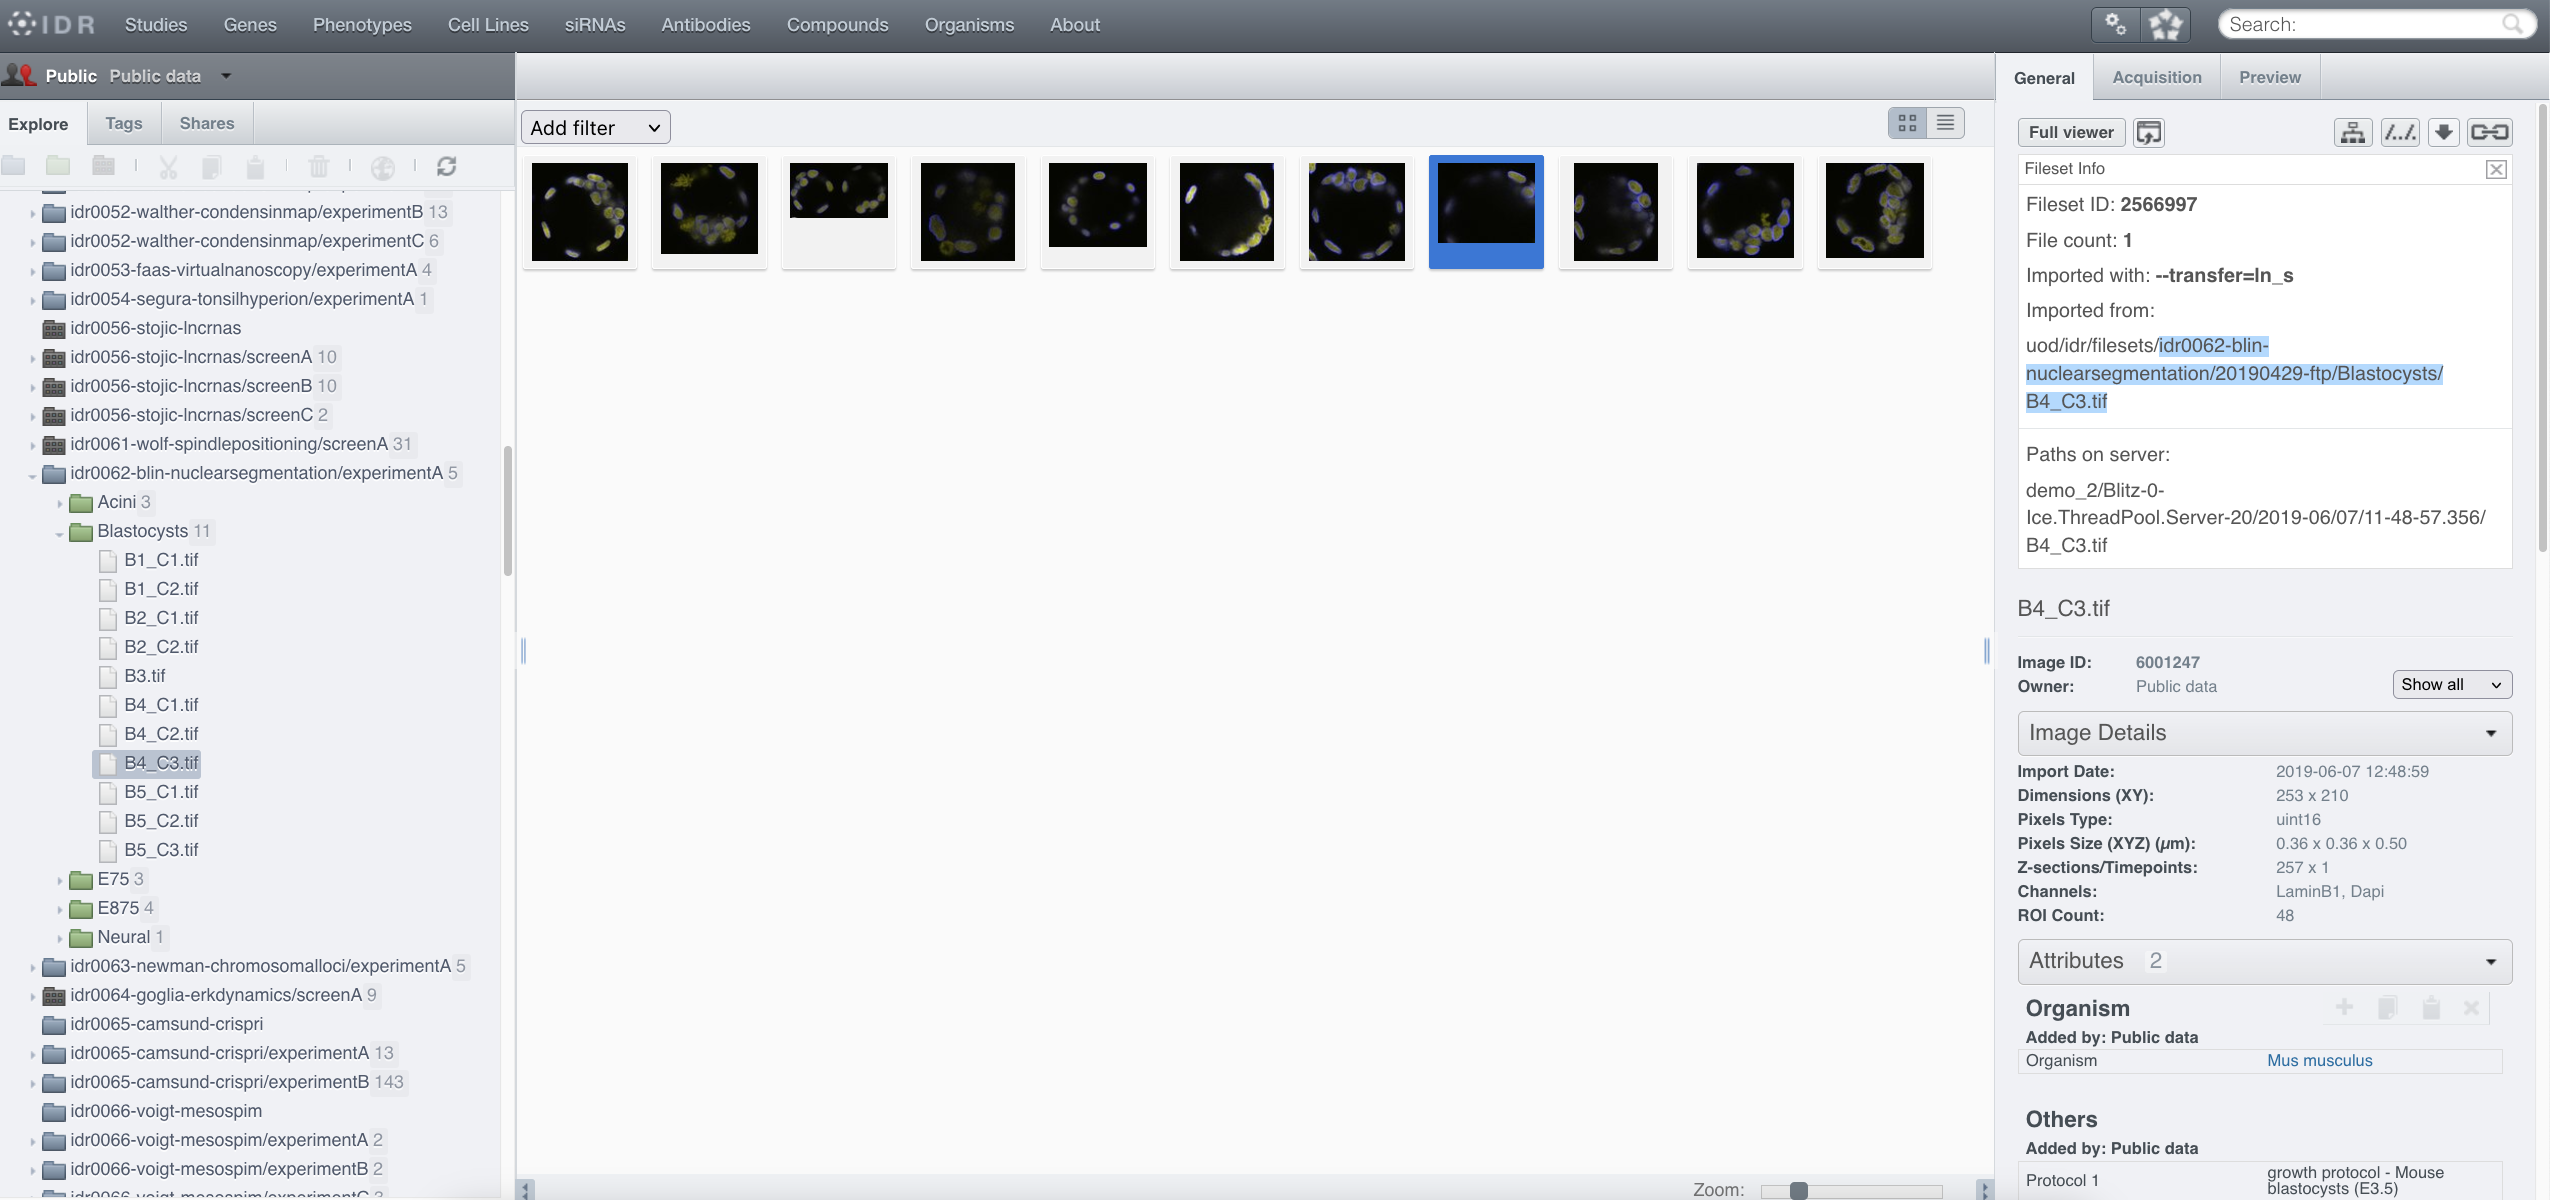 IDR Studies Genes Phenotypes Cell Lines siRNAs Antibodies Compounds Organisms About Search:
Public Public data
Explore Tags Shares
idr0052-walther-condensinmap/experimentB 13
idr0052-walther-condensinmap/experimentC 6
idr0053-faas-virtualnanoscopy/experimentA 4
idr0054-segura-tonsilhyperion/experimentA 1
idr0056-stojic-lncrnas
idr0056-stojic-lncrnas/screenA 10
idr0056-stojic-lncrnas/screenB 10
idr0056-stojic-lncrnas/screenC 2
idr0061-wolf-spindlepositioning/screenA 31
idr0062-blin-nuclearsegmentation/experimentA 5
Acini 3
Blastocysts 11
B1_C1.tif
B1_C2.tif
B2_C1.tif
B2_C2.tif
B3.tif
B4_C1.tif
B4_C2.tif
B4_C3.tif
B5_C1.tif
B5_C2.tif
B5_C3.tif
E75 3
E875 4
Neural 1
idr0063-newman-chromosomalloci/experimentA 5
idr0064-goglia-erkdynamics/screenA 9
idr0065-camsund-crispri
idr0065-camsund-crispri/experimentA 13
idr0065-camsund-crispri/experimentB 143
idr0066-voigt-mesospim
idr0066-voigt-mesospim/experimentA 2
idr0066-voigt-mesospim/experimentB 2
Add filter
Zoom:
General Acquisition Preview
Full viewer
Fileset Info
Fileset ID: 2566997
File count: 1
Imported with: --transfer=ln_s
Imported from:
uod/idr/filesets/idr0062-blin-
nuclearsegmentation/20190429-ftp/Blastocysts/
B4_C3.tif
Paths on server:
demo_2/Blitz-0-
Ice.ThreadPool.Server-20/2019-06/07/11-48-57.356/
B4_C3.tif
B4_C3.tif
Image ID: 6001247
Owner: Public data
Show all
Image Details
Import Date: 2019-06-07 12:48:59
Dimensions (XY): 253 x 210
Pixels Type: uint16
Pixels Size (XYZ) (µm): 0.36 x 0.36 x 0.50
Z-sections/Timepoints: 257 x 1
Channels: LaminB1, Dapi
ROI Count: 48
Attributes 2
Organism
Added by: Public data
Organism Mus musculus
Others
Added by: Public data
Protocol 1 growth protocol - Mouse
blastocysts (E3.5)